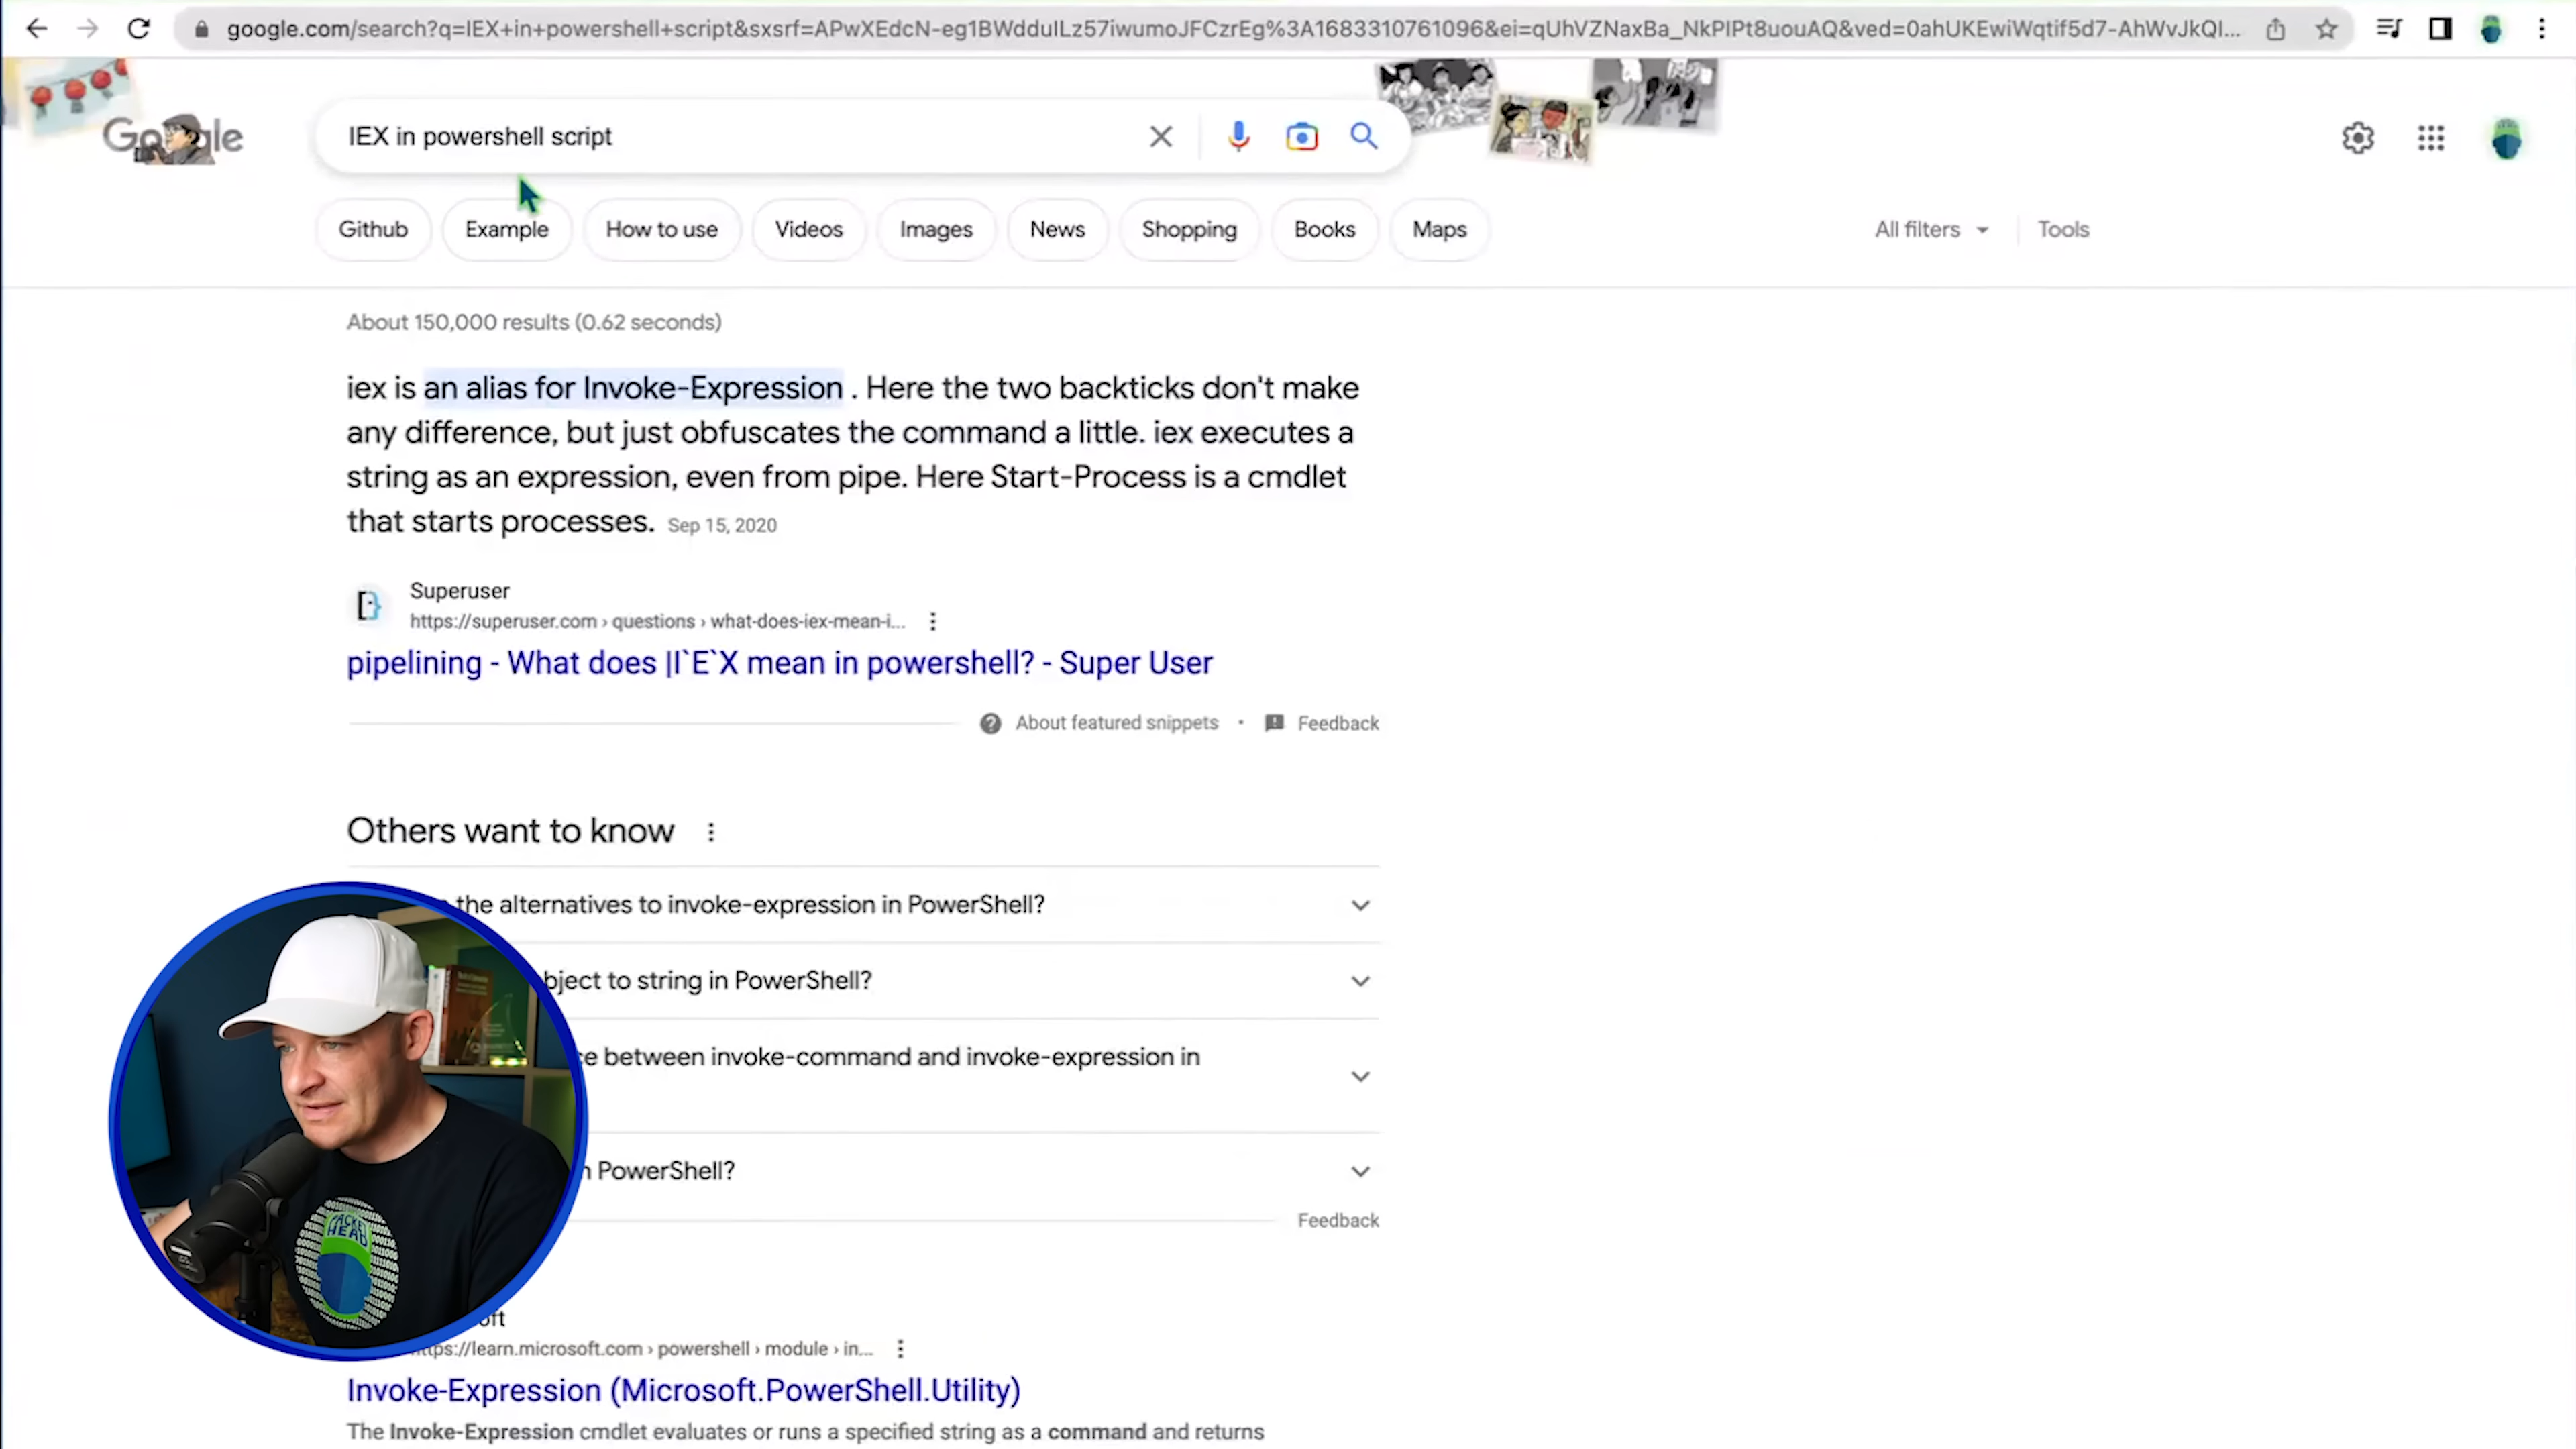 google.com/search?q=IEX+in+powershell+script&sxsrf=APwXEdcN-eg1BWdduILz57iwumoJFCzrEg%3A1683310761096&ei=qUhVZNaxBa_NkPIPt8uouAQ&ved=0ahUKEwiWqtif5d7-AhWvJkQI...
Google
IEX in powershell script
Github Example How to use Videos Images News Shopping Books Maps All filters Tools
About 150,000 results (0.62 seconds)
iex is an alias for Invoke-Expression . Here the two backticks don't make
any difference, but just obfuscates the command a little. iex executes a
string as an expression, even from pipe. Here Start-Process is a cmdlet
that starts processes. Sep 15, 2020
Superuser
https://superuser.com › questions › what-does-iex-mean-i...
pipelining - What does |I`E`X mean in powershell? - Super User
About featured snippets • Feedback
Others want to know
the alternatives to invoke-expression in PowerShell?
bject to string in PowerShell?
ce between invoke-command and invoke-expression in
n PowerShell?
Feedback
PACKET
HEAD
oft
https://learn.microsoft.com › powershell › module › in...
Invoke-Expression (Microsoft.PowerShell.Utility)
The Invoke-Expression cmdlet evaluates or runs a specified string as a command and returns